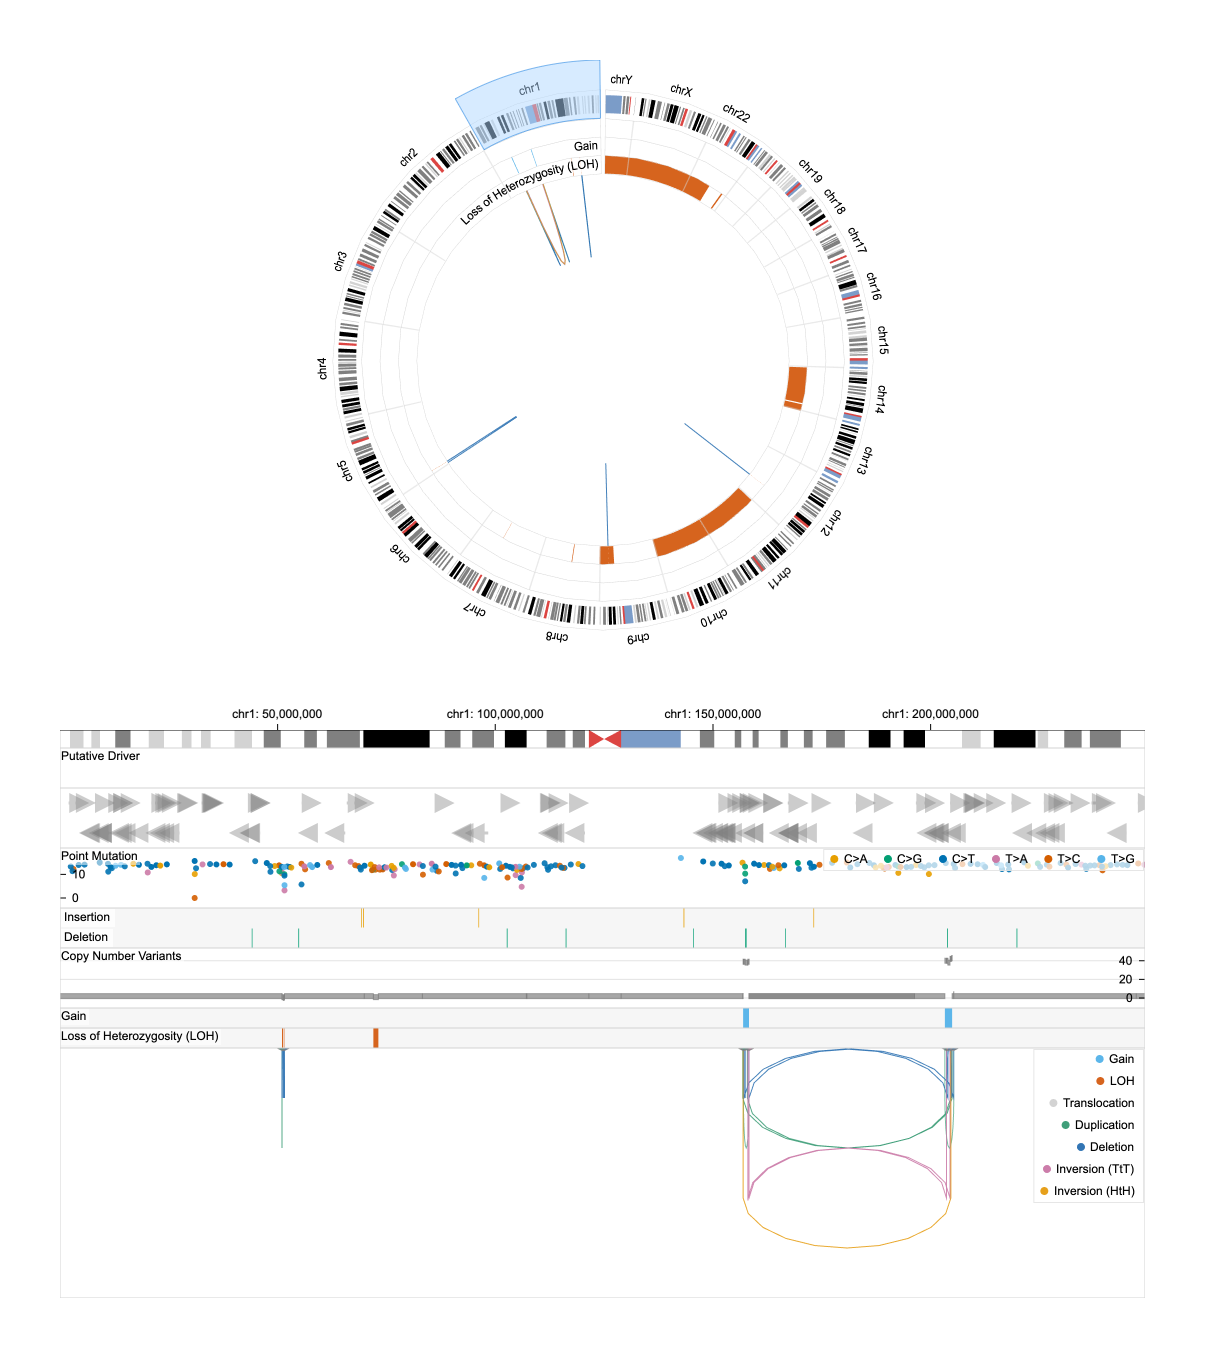 chr1
chrY
chrX
chr22
chr19
chr18
chr17
chr16
chr15
chr14
chr13
chr12
chr11
chr10
chr9
chr8
chr7
chr6
chr5
chr4
chr3
chr2
Gain
Loss of Heterozygosity (LOH)
chr1: 50,000,000
chr1: 100,000,000
chr1: 150,000,000
chr1: 200,000,000
Putative Driver
Point Mutation
C>A
C>G
C>T
T>A
T>C
T>G
10
0
Insertion
Deletion
Copy Number Variants
40
20
0
Gain
Loss of Heterozygosity (LOH)
Gain
LOH
Translocation
Duplication
Deletion
Inversion (TtT)
Inversion (HtH)